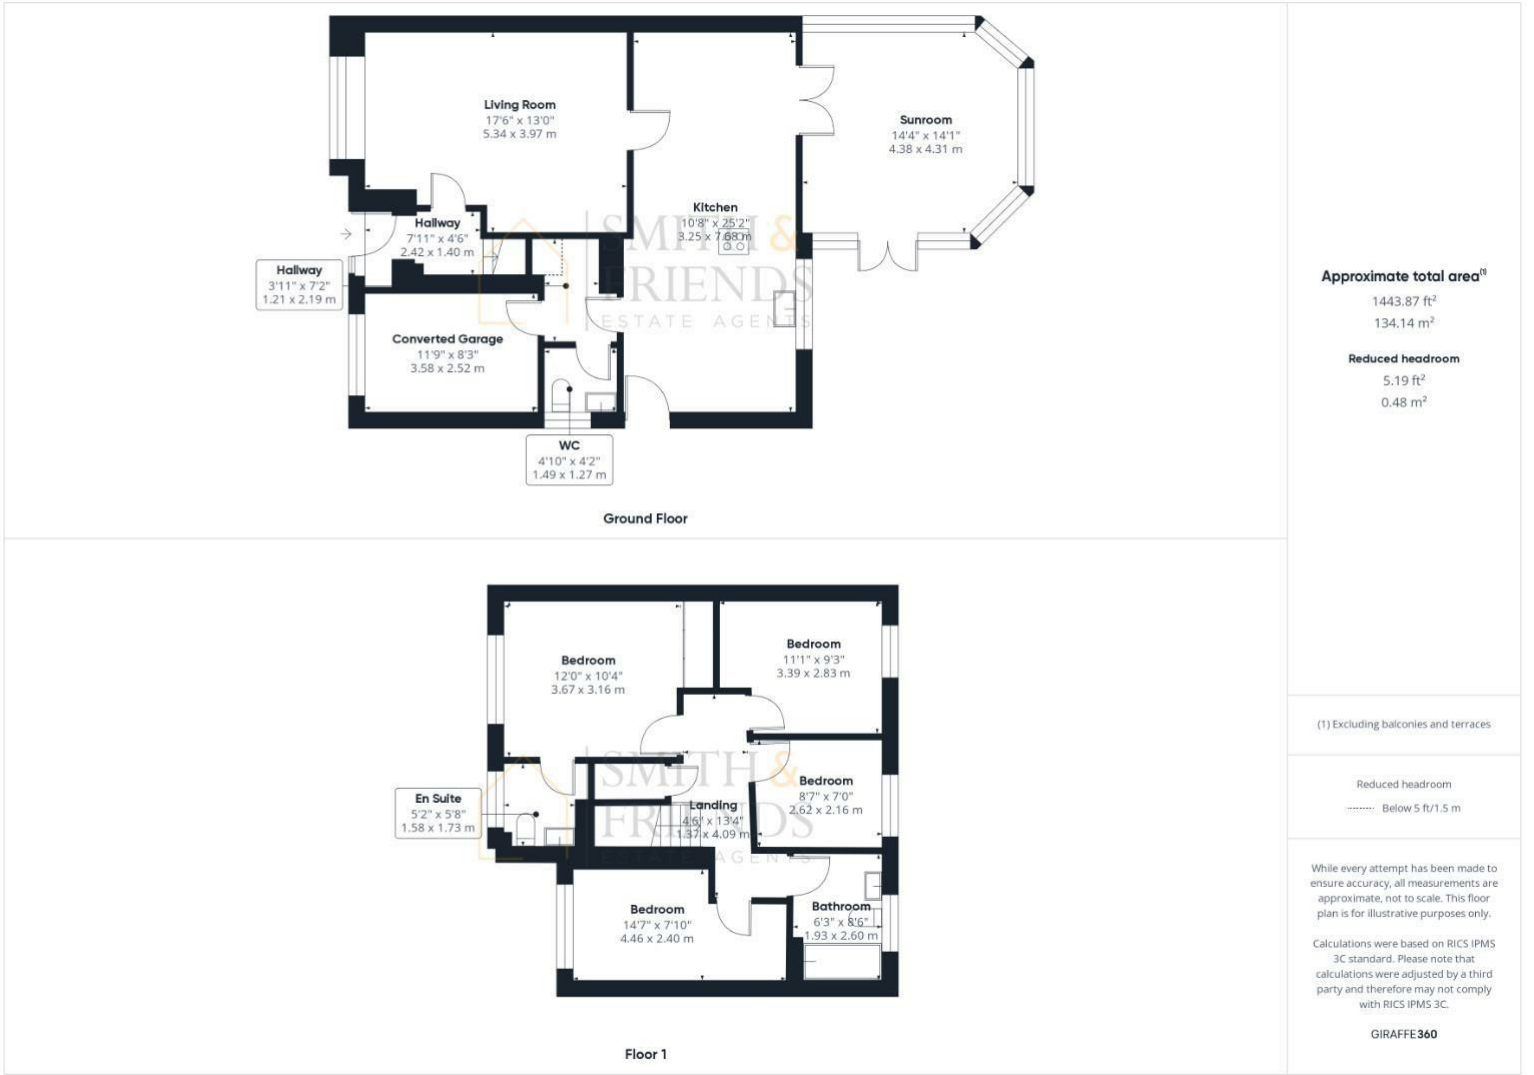 Living Room
17'6" x 13'0"
5.34 x 3.97 m
Sunroom
14'4" x 14'1"
4.38 x 4.31 m
Kitchen
10'8" x 25'2"
3.25 x 7.68 m
Hallway
7'11" x 4'6"
2.42 x 1.40 m
Hallway
3'11" x 7'2"
1.21 x 2.19 m
Converted Garage
11'9" x 8'3"
3.58 x 2.52 m
WC
4'10" x 4'2"
1.49 x 1.27 m
SMITH &
FRIENDS
ESTATE AGENTS
Ground Floor
Bedroom
12'0" x 10'4"
3.67 x 3.16 m
Bedroom
11'1" x 9'3"
3.39 x 2.83 m
Bedroom
8'7" x 7'0"
2.62 x 2.16 m
En Suite
5'2" x 5'8"
1.58 x 1.73 m
Landing
4'6" x 13'4"
1.37 x 4.09 m
Bedroom
14'7" x 7'10"
4.46 x 2.40 m
Bathroom
6'3" x 8'6"
1.93 x 2.60 m
SMITH &
FRIENDS
ESTATE AGENTS
Floor 1
Approximate total area(1)
1443.87 ft²
134.14 m²
Reduced headroom
5.19 ft²
0.48 m²
(1) Excluding balconies and terraces
Reduced headroom
Below 5 ft/1.5 m
While every attempt has been made to
ensure accuracy, all measurements are
approximate, not to scale. This floor
plan is for illustrative purposes only.
Calculations were based on RICS IPMS
3C standard. Please note that
calculations were adjusted by a third
party and therefore may not comply
with RICS IPMS 3C.
GIRAFFE360